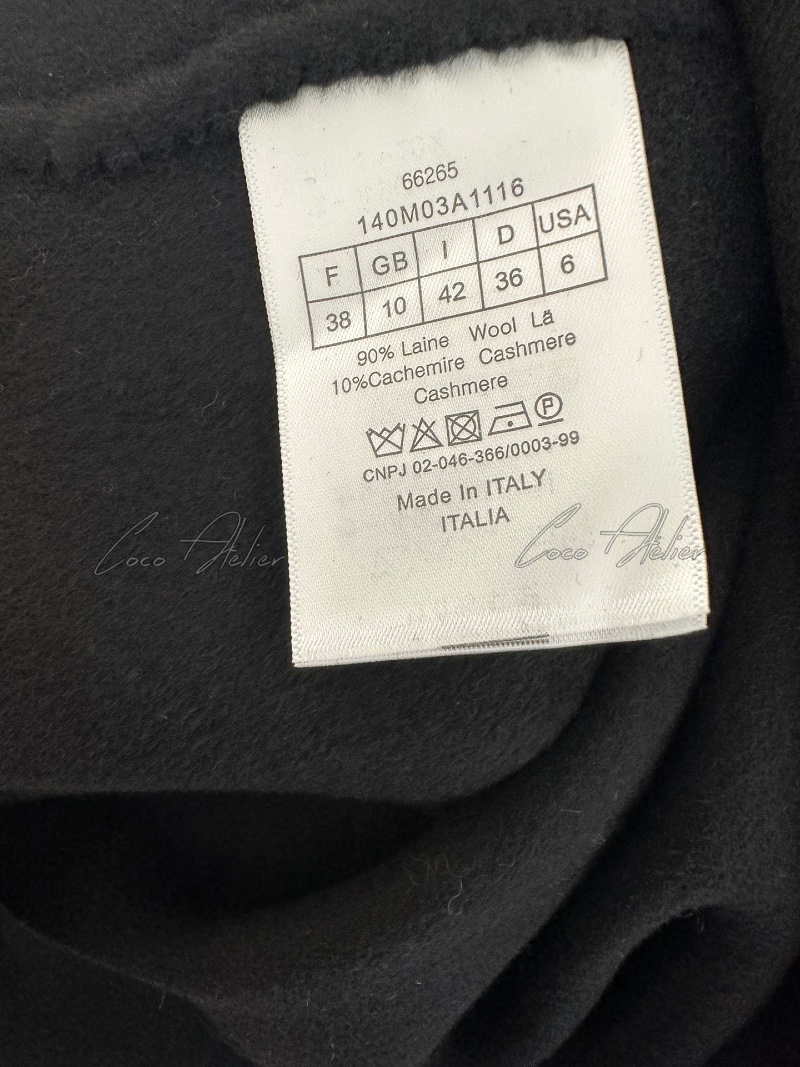 66265
140M03A1116
F GB I D USA
38 10 42 36 6
90% Laine Wool Lã
10%Cachemire Cashmere
Cashmere
P
CNPJ 02-046-366/0003-99
Made In ITALY
ITALIA
Coco Atelier Coco Atelier